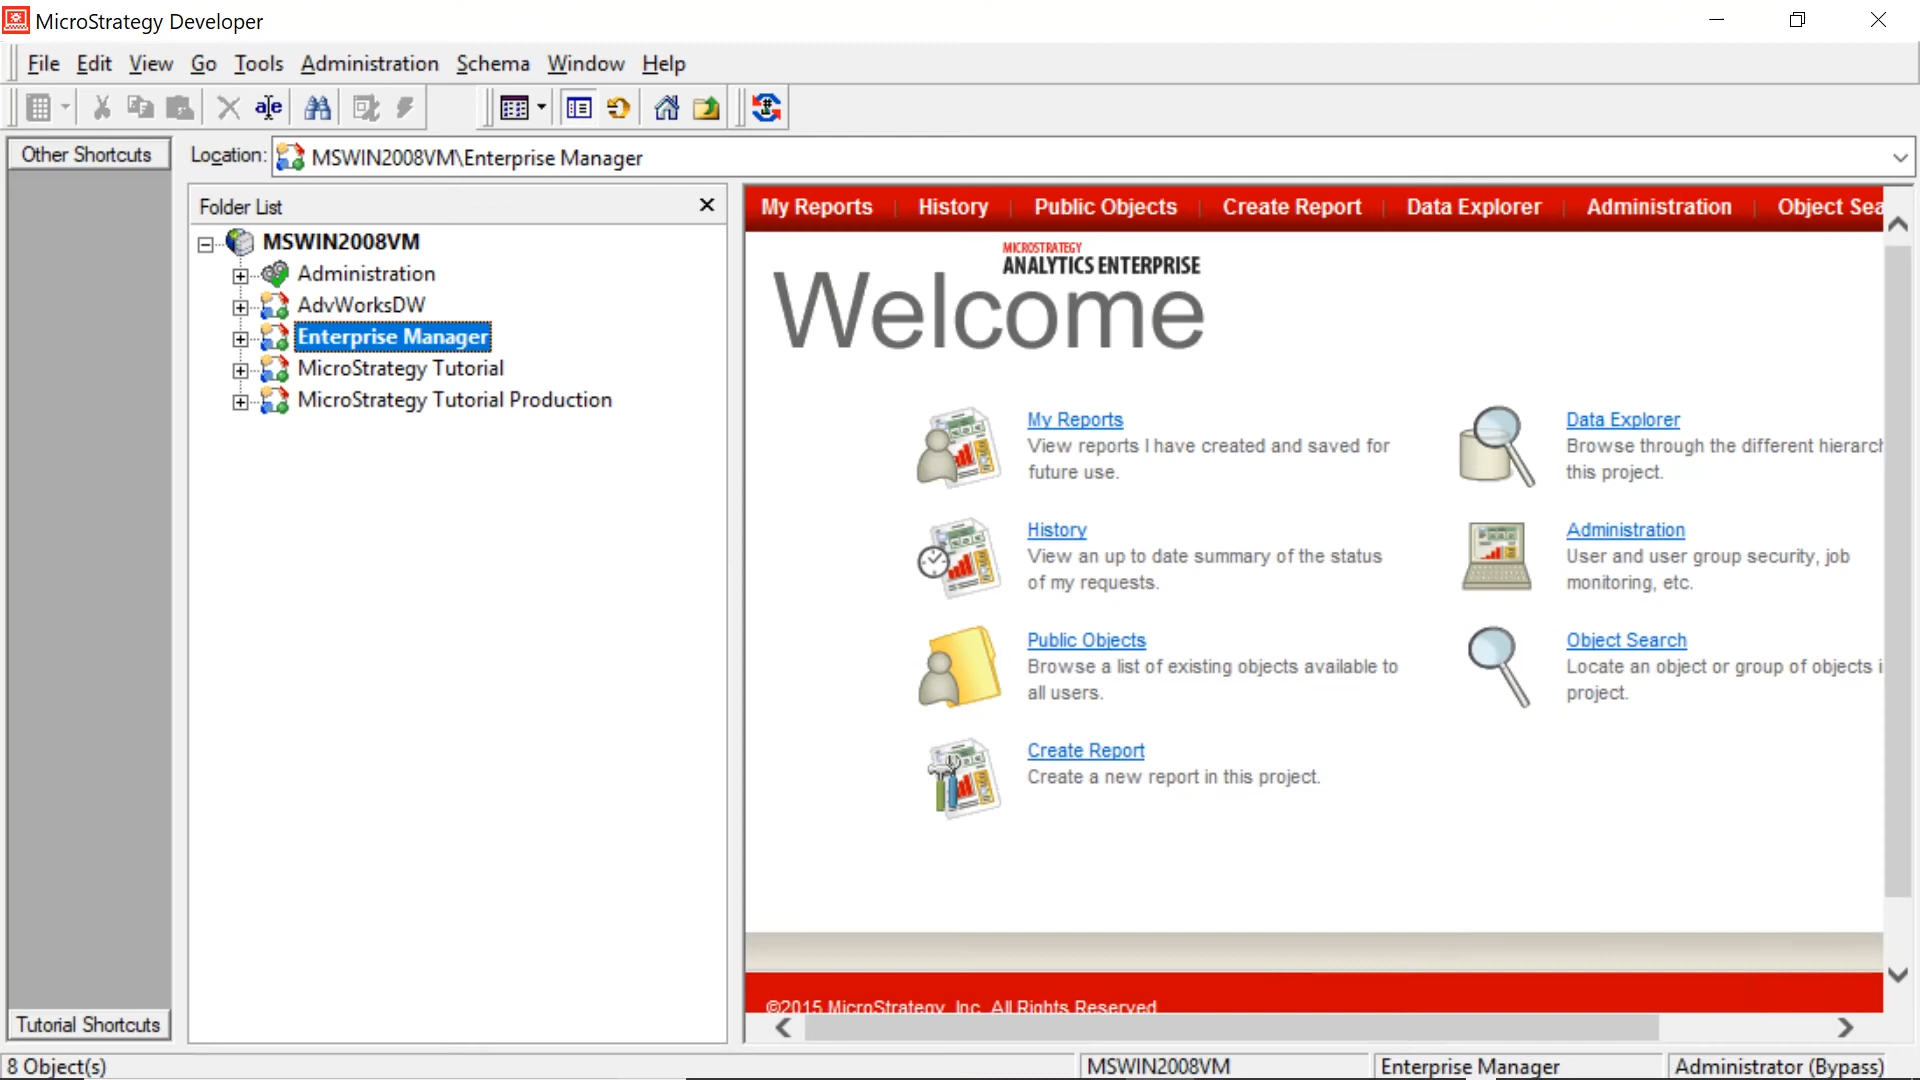 MicroStrategy Developer
File Edit View Go Tools Administration Schema Window Help
Other Shortcuts
Location: MSWIN2008VM\Enterprise Manager
Folder List
MSWIN2008VM
Administration
AdvWorksDW
Enterprise Manager
MicroStrategy Tutorial
MicroStrategy Tutorial Production
My Reports | History | Public Objects | Create Report | Data Explorer | Administration | Object Sea
MICROSTRATEGY
ANALYTICS ENTERPRISE
Welcome
My Reports
View reports I have created and saved for
future use.
History
View an up to date summary of the status
of my requests.
Public Objects
Browse a list of existing objects available to
all users.
Create Report
Create a new report in this project.
Data Explorer
Browse through the different hierarch
this project.
Administration
User and user group security, job
monitoring, etc.
Object Search
Locate an object or group of objects i
project.
©2015 MicroStrategy, Inc. All Rights Reserved
Tutorial Shortcuts
8 Object(s)
MSWIN2008VM
Enterprise Manager
Administrator (Bypass)